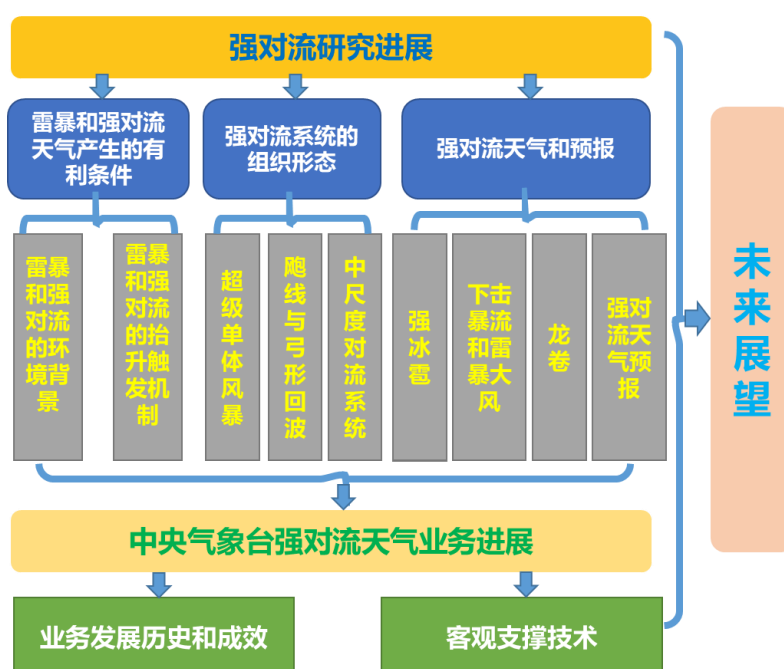 强对流研究进展
雷暴和强对流
天气产生的有
利条件
强对流系统的
组织形态
强对流天气和预报
雷暴
和强
对流
的环
境背
景
雷暴
和强
对流
的抬
升触
发机
制
超
级
单
体
风
暴
飑
线
与
弓
形
回
波
中
尺
度
对
流
系
统
强
冰
雹
下击
暴流
和雷
暴大
风
龙
卷
强对
流天
气预
报
中央气象台强对流天气业务进展
业务发展历史和成效
客观支撑技术
未
来
展
望